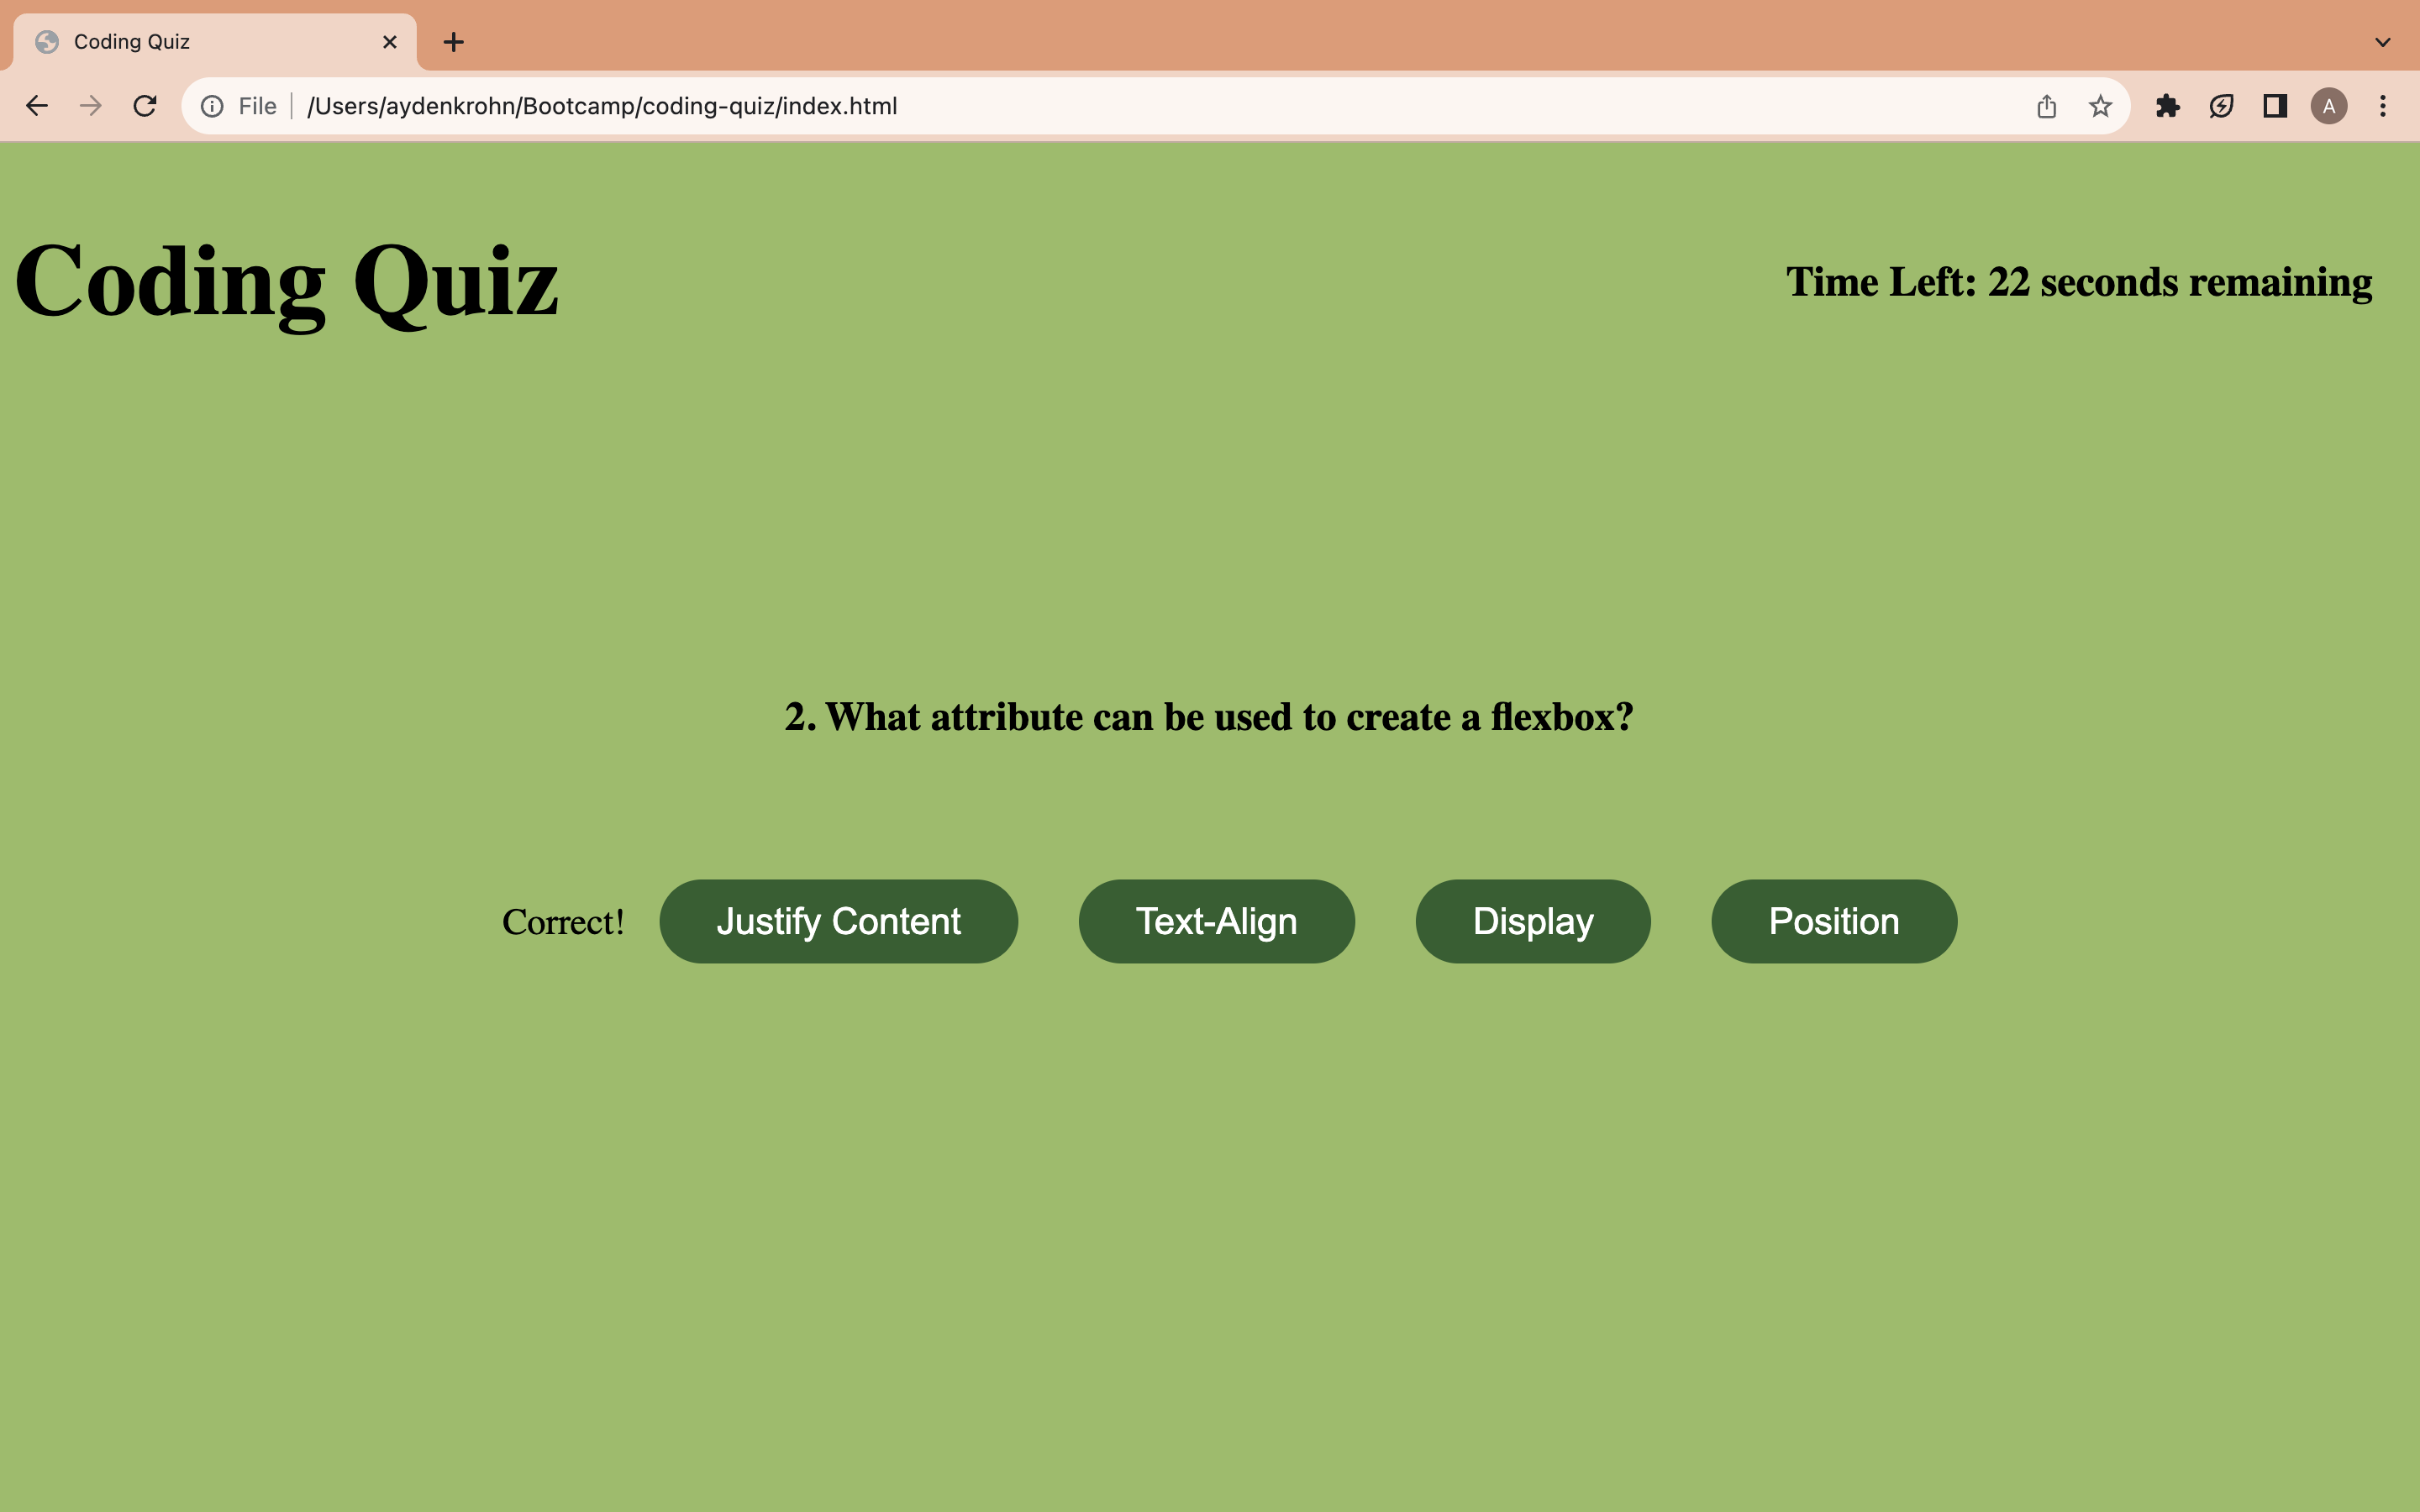 Coding Quiz
File /Users/aydenkrohn/Bootcamp/coding-quiz/index.html
A
Coding Quiz
Time Left: 22 seconds remaining
2. What attribute can be used to create a flexbox?
Correct! Justify Content Text-Align Display Position